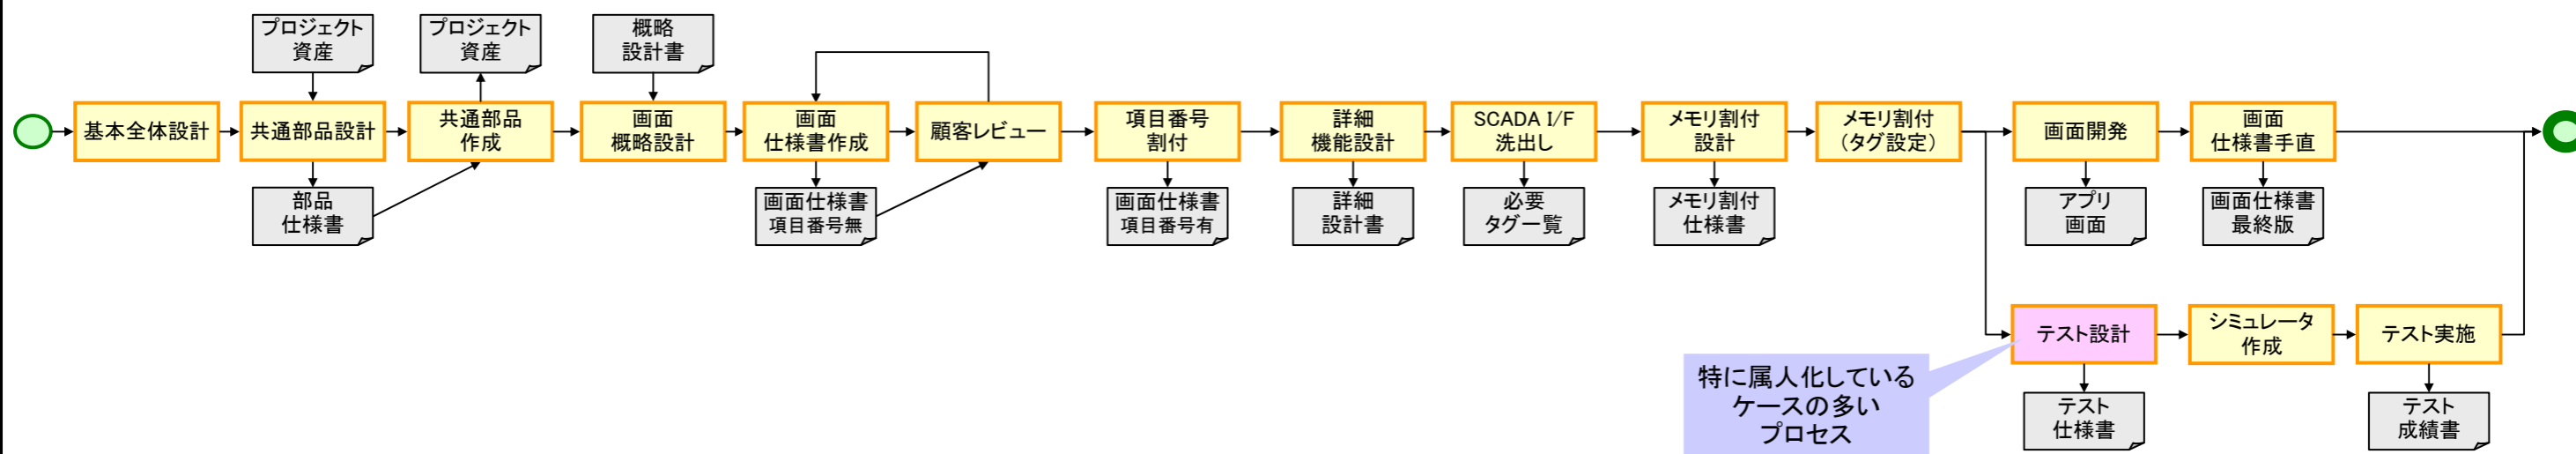 プロジェクト
資産
プロジェクト
資産
概略
設計書
基本全体設計
共通部品設計
共通部品
作成
画面
概略設計
画面
仕様書作成
顧客レビュー
項目番号
割付
詳細
機能設計
SCADA I/F
洗出し
メモリ割付
設計
メモリ割付
（タグ設定）
画面開発
画面
仕様書手直
部品
仕様書
画面仕様書
項目番号無
画面仕様書
項目番号有
詳細
設計書
必要
タグ一覧
メモリ割付
仕様書
アプリ
画面
画面仕様書
最終版
テスト設計
シミュレータ
作成
テスト実施
特に属人化している
ケースの多い
プロセス
テスト
仕様書
テスト
成績書